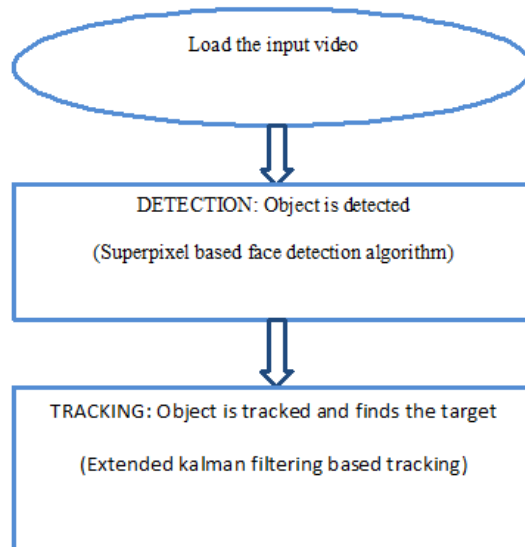 Load the input video
DETECTION: Object is detected
(Superpixel based face detection algorithm)
TRACKING: Object is tracked and finds the target
(Extended kalman filtering based tracking)